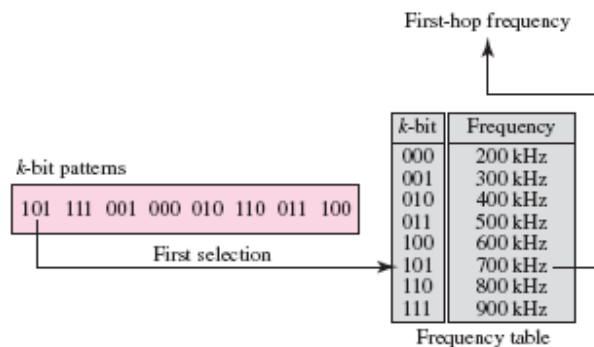 First-hop frequency
k-bit Frequency
000 200 kHz
001 300 kHz
010 400 kHz
011 500 kHz
100 600 kHz
101 700 kHz
110 800 kHz
111 900 kHz
Frequency table
k-bit patterns
101 111 001 000 010 110 011 100
First selection